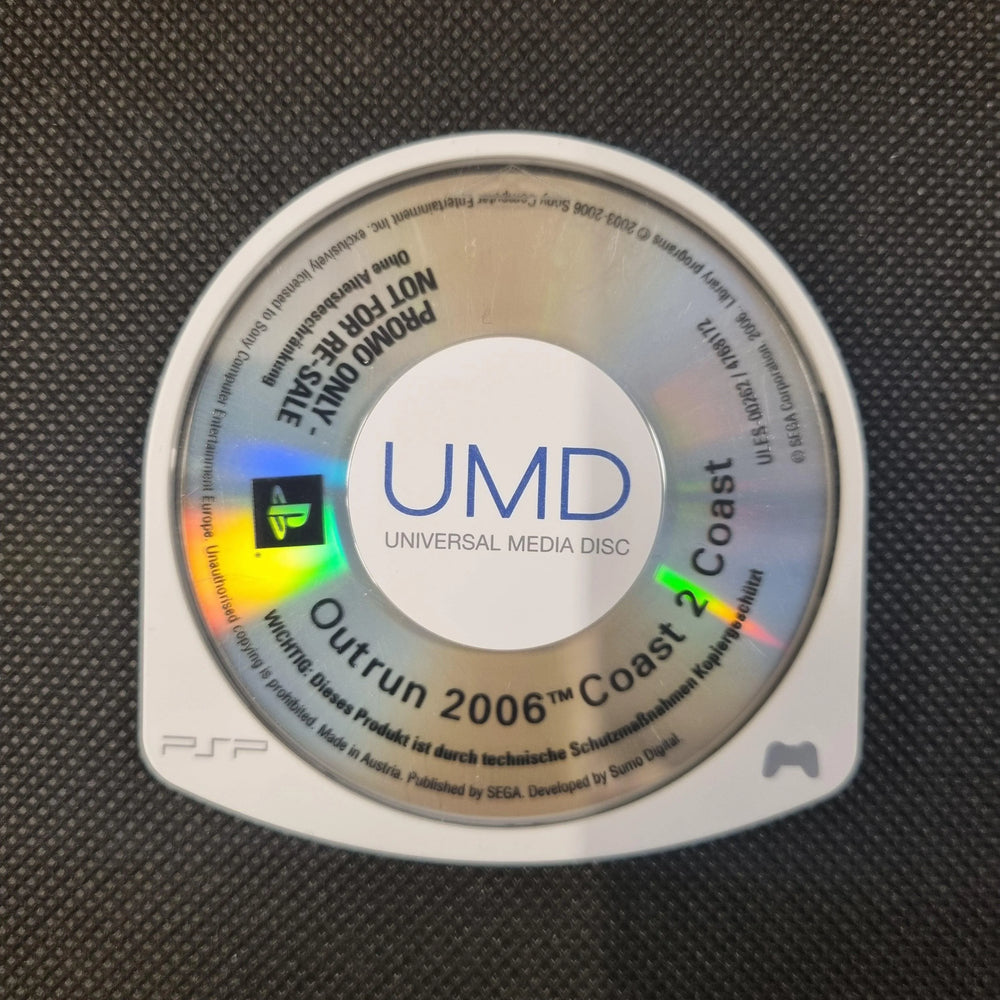 UMD
UNIVERSAL MEDIA DISC
PROMO ONLY -
NOT FOR RE-SALE
Ohne Altersbeschränkung
ULES-00262 / 4768172
Outrun 2006™ Coast 2 Coast
WICHTIG: Dieses Produkt ist durch technische Schutzmaßnahmen Kopiergeschützt
© SEGA Corporation, 2006. Library programs © 2003-2006 Sony Computer Entertainment Inc. exclusively licensed to Sony Computer Entertainment Europe. Unauthorised copying is prohibited. Made in Austria. Published by SEGA. Developed by Sumo Digital.
PSP